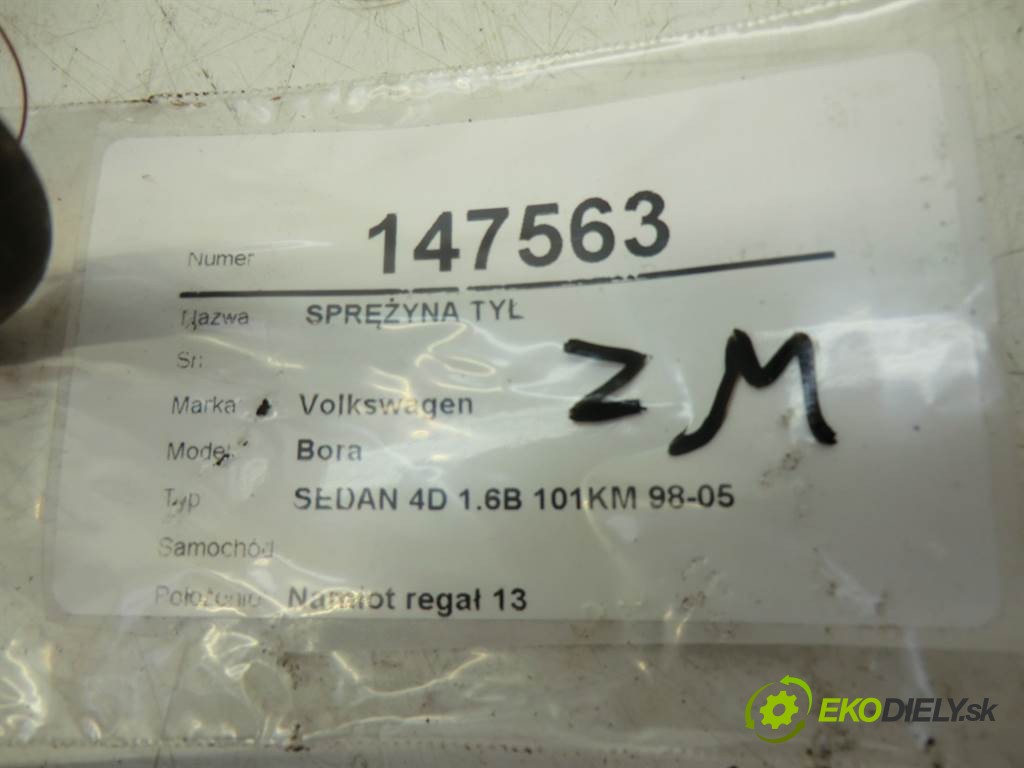 Numer 147563
Nazwa SPRĘŻYNA TYŁ
Sn
Marka Volkswagen
Model Bora
ZM
Typ SEDAN 4D 1.6B 101KM 98-05
Samochód
Położenie Namiot regał 13
EKODIELY.sk